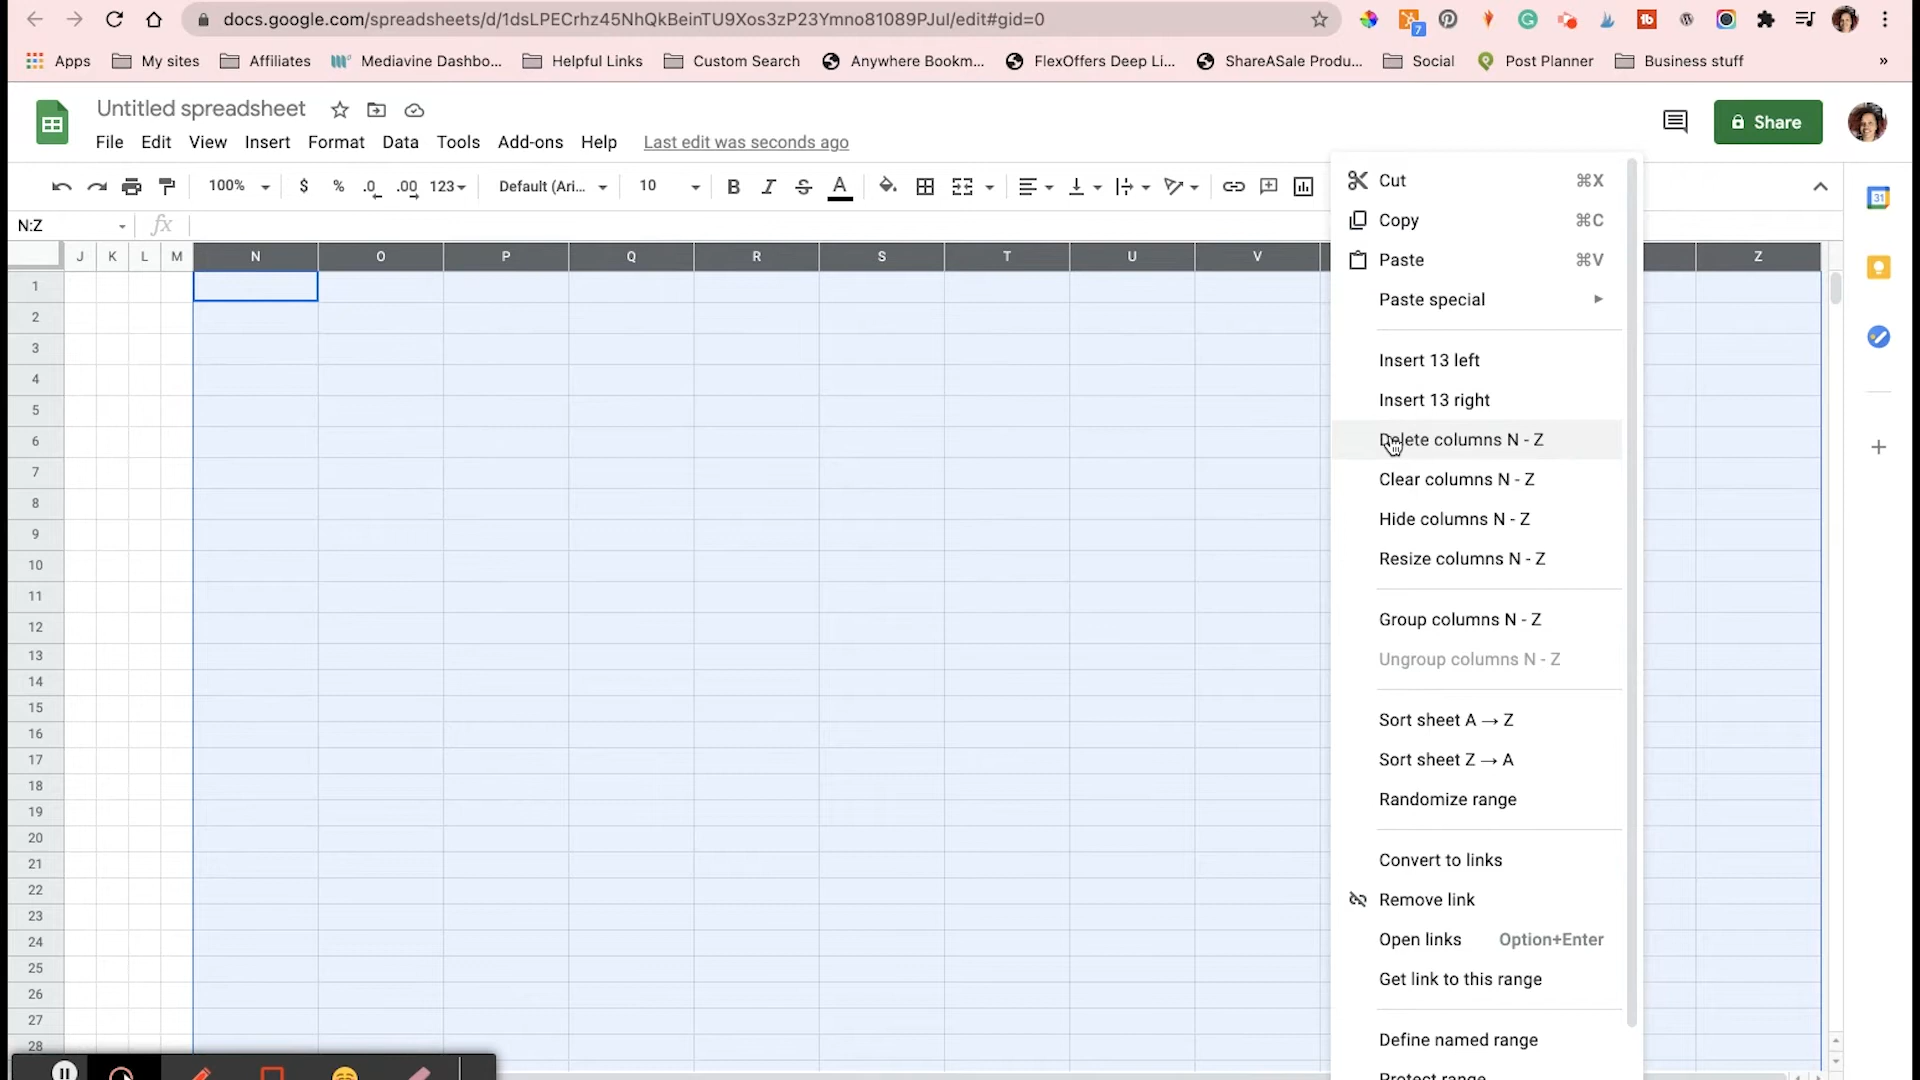 docs.google.com/spreadsheets/d/1dsLPECrhz45NhQkBeinTU9Xos3zP23Ymno81089PJuI/edit#gid=0
7
Apps My sites Affiliates Mediavine Dashbo... Helpful Links Custom Search Anywhere Bookm... FlexOffers Deep Li... ShareASale Produ... Social Post Planner Business stuff »
Untitled spreadsheet
Share
File Edit View Insert Format Data Tools Add-ons Help Last edit was seconds ago
100% $ % .0 .00 123 Default (Ari... 10 B I S A
31
N:Z fx
J K L M N O P Q R S T U V Z
1
2
3
4
5
6
7
8
9
10
11
12
13
14
15
16
17
18
19
20
21
22
23
24
25
26
27
28
Cut ⌘X
Copy ⌘C
Paste ⌘V
Paste special
Insert 13 left
Insert 13 right
Delete columns N - Z
Clear columns N - Z
Hide columns N - Z
Resize columns N - Z
Group columns N - Z
Ungroup columns N - Z
Sort sheet A → Z
Sort sheet Z → A
Randomize range
Convert to links
Remove link
Open links Option+Enter
Get link to this range
Define named range
Protect range